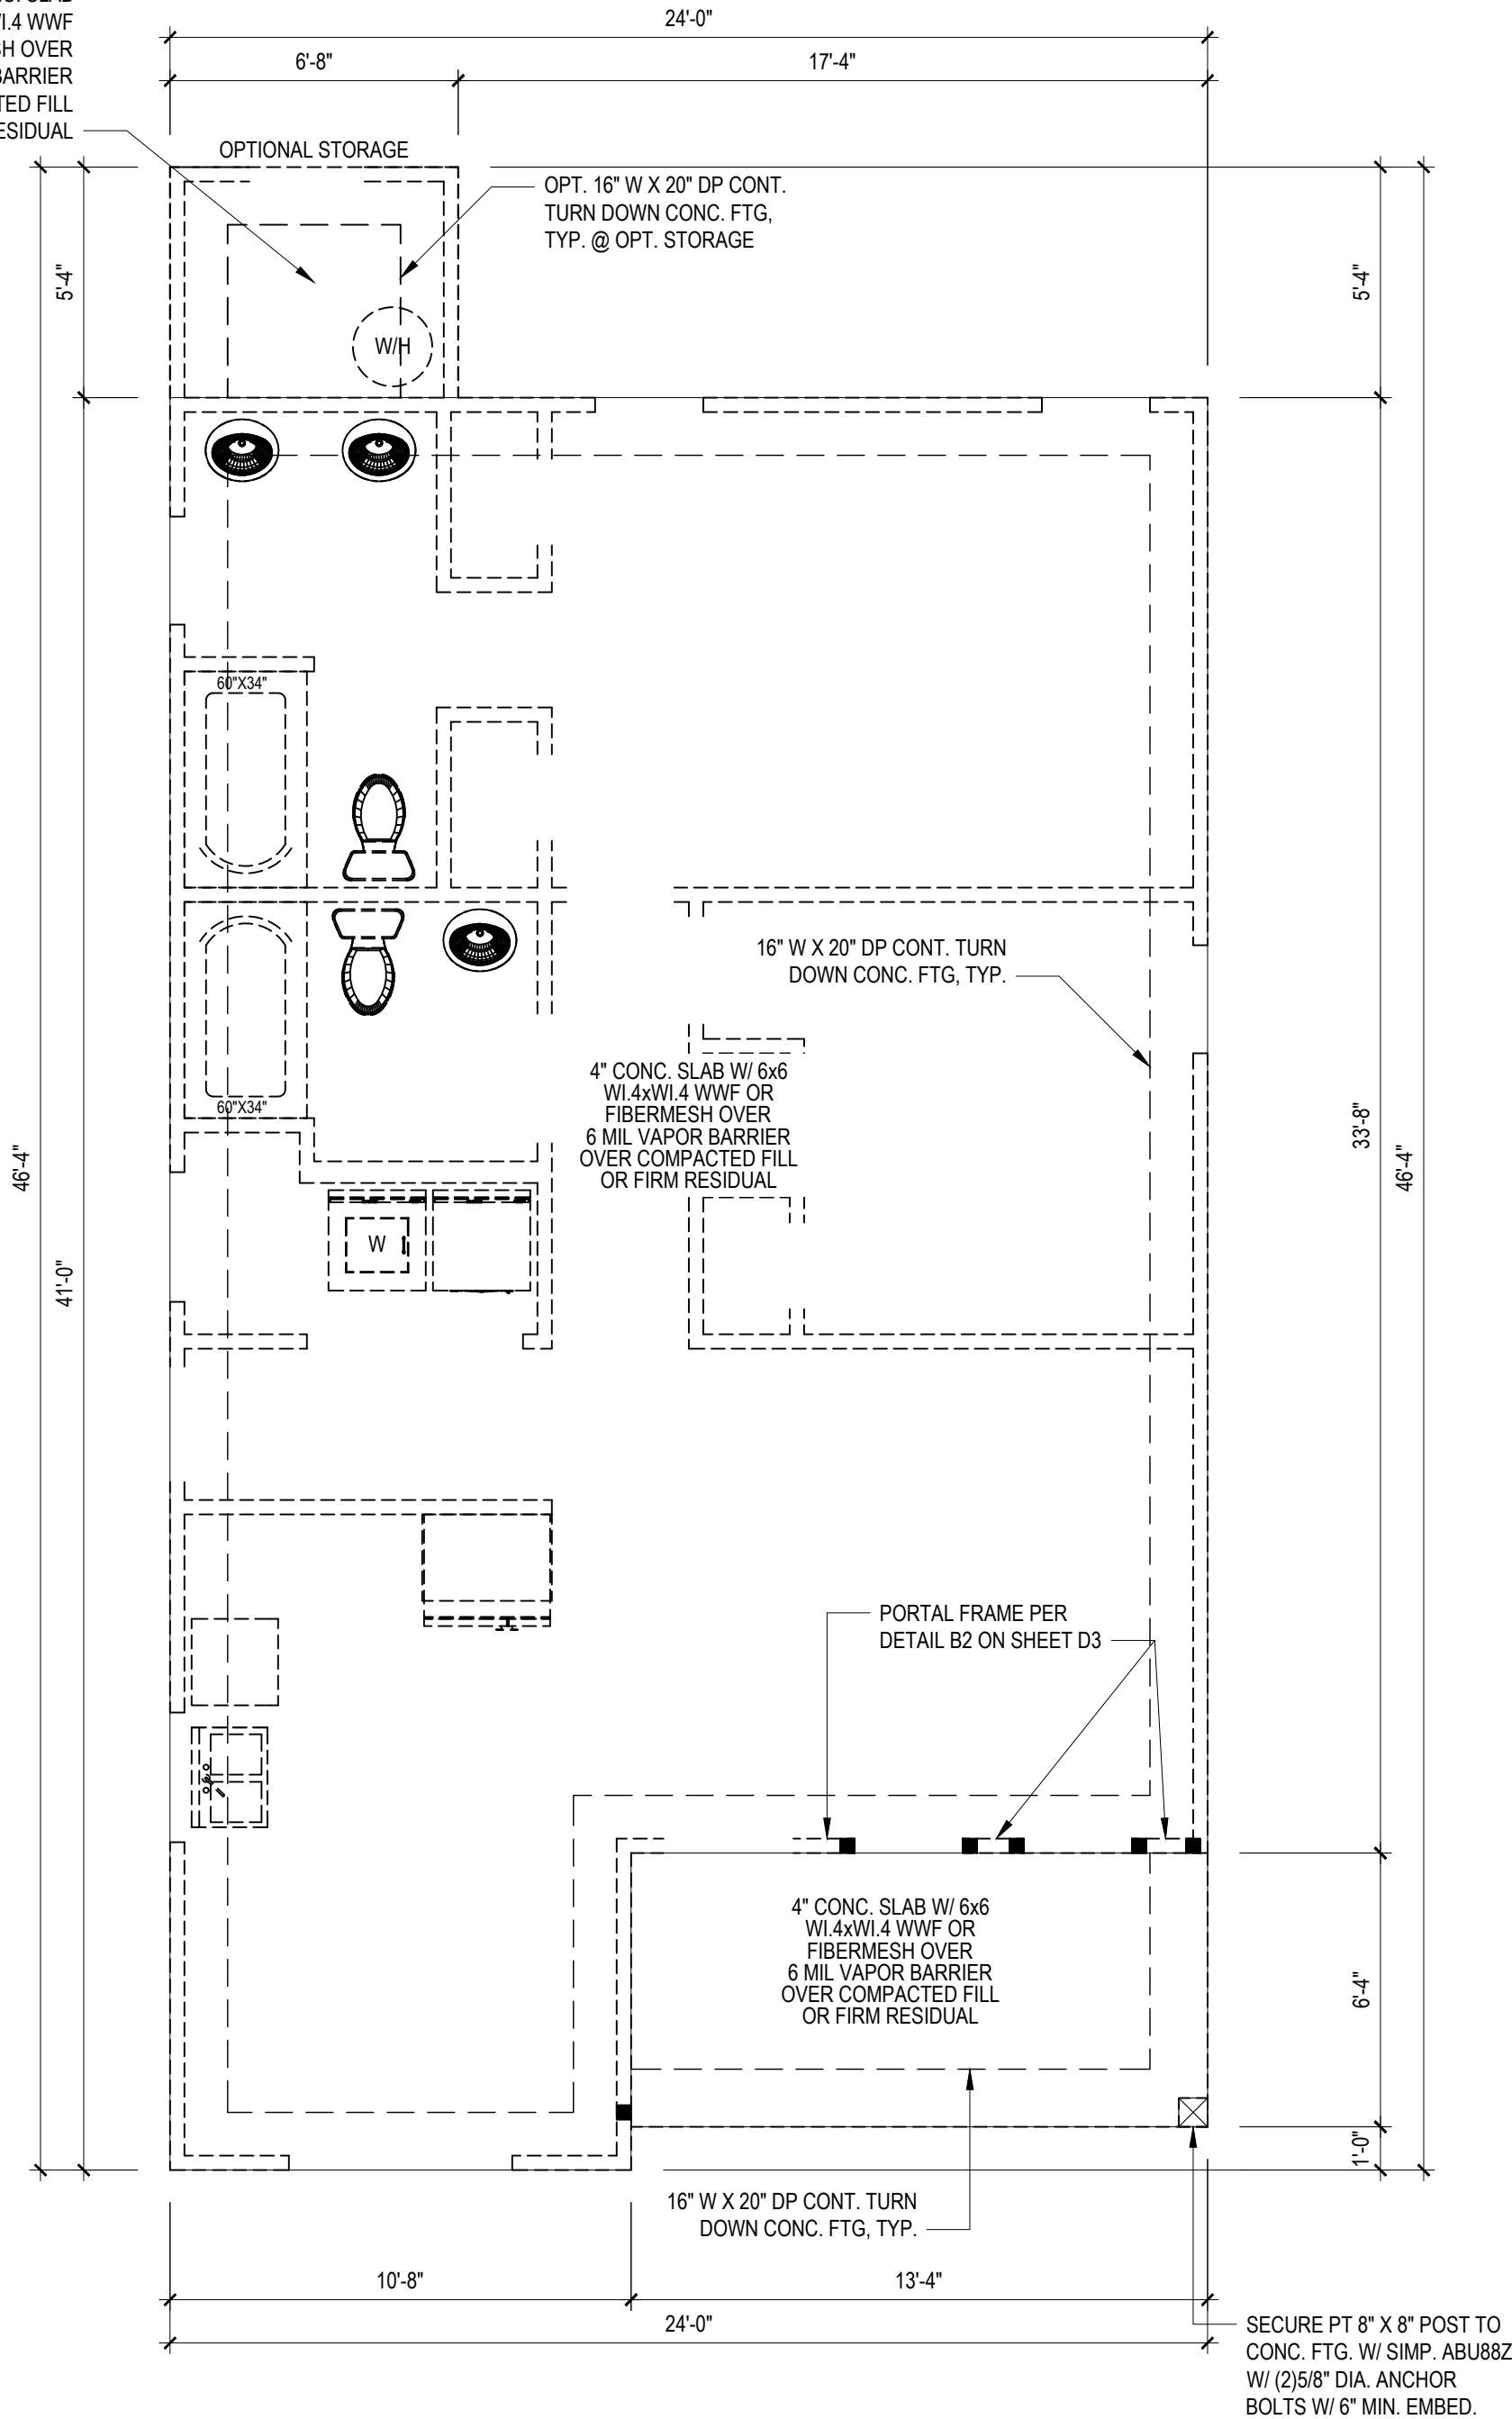 SLAB
WI.4 WWF
OVER
BARRIER
FILL
24'-0"
6'-8"
17'-4"
OPTIONAL STORAGE
OPT. 16" W X 20" DP CONT.
TURN DOWN CONC. FTG,
TYP. @ OPT. STORAGE
5'-4"
5'-4"
W/H
60"X34"
16" W X 20" DP CONT. TURN
DOWN CONC. FTG, TYP.
4" CONC. SLAB W/ 6x6
WI.4xWI.4 WWF OR
FIBERMESH OVER
6 MIL VAPOR BARRIER
OVER COMPACTED FILL
OR FIRM RESIDUAL
60"X34"
46'-4"
41'-0"
33'-8"
46'-4"
W
PORTAL FRAME PER
DETAIL B2 ON SHEET D3
4" CONC. SLAB W/ 6x6
WI.4xWI.4 WWF OR
FIBERMESH OVER
6 MIL VAPOR BARRIER
OVER COMPACTED FILL
OR FIRM RESIDUAL
6'-4"
1'-0"
16" W X 20" DP CONT. TURN
DOWN CONC. FTG, TYP.
10'-8"
13'-4"
24'-0"
SECURE PT 8" X 8" POST TO
CONC. FTG. W/ SIMP. ABU88Z
W/ (2)5/8" DIA. ANCHOR
BOLTS W/ 6" MIN. EMBED.